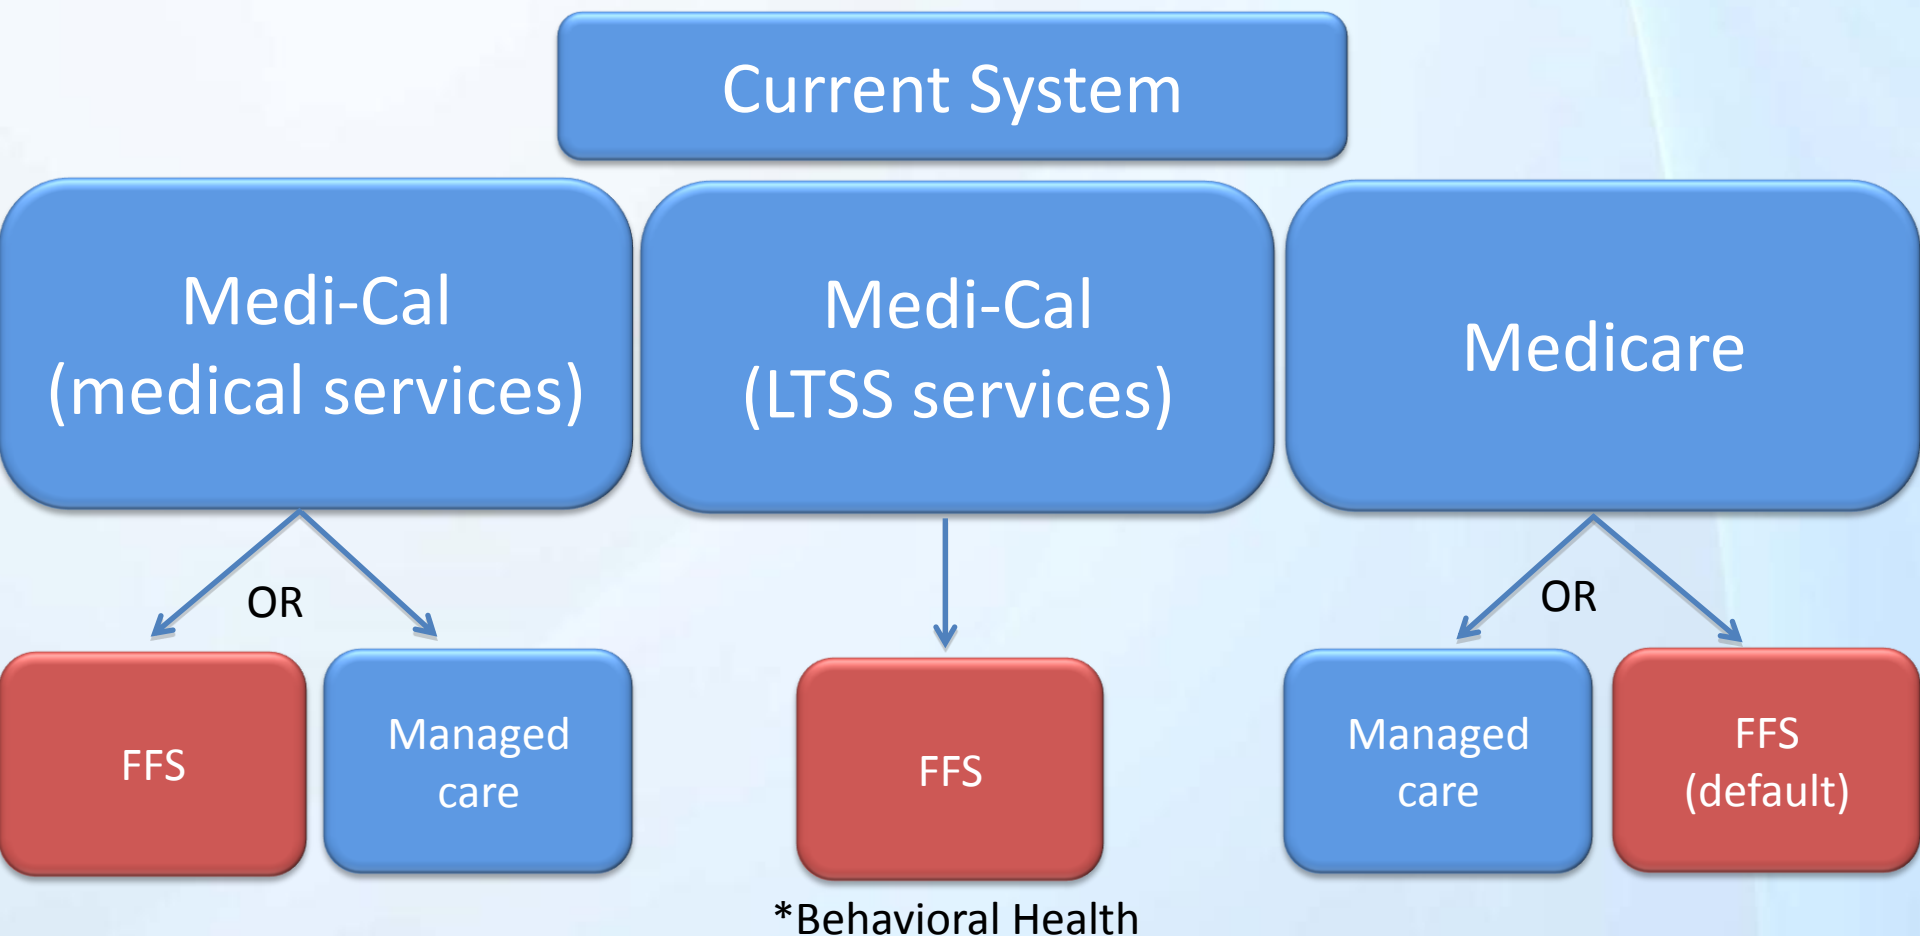 Current System
Medi-Cal
(medical services)
Medi-Cal
(LTSS services)
Medicare
OR
OR
FFS
Managed
care
FFS
Managed
care
FFS
(default)
*Behavioral Health